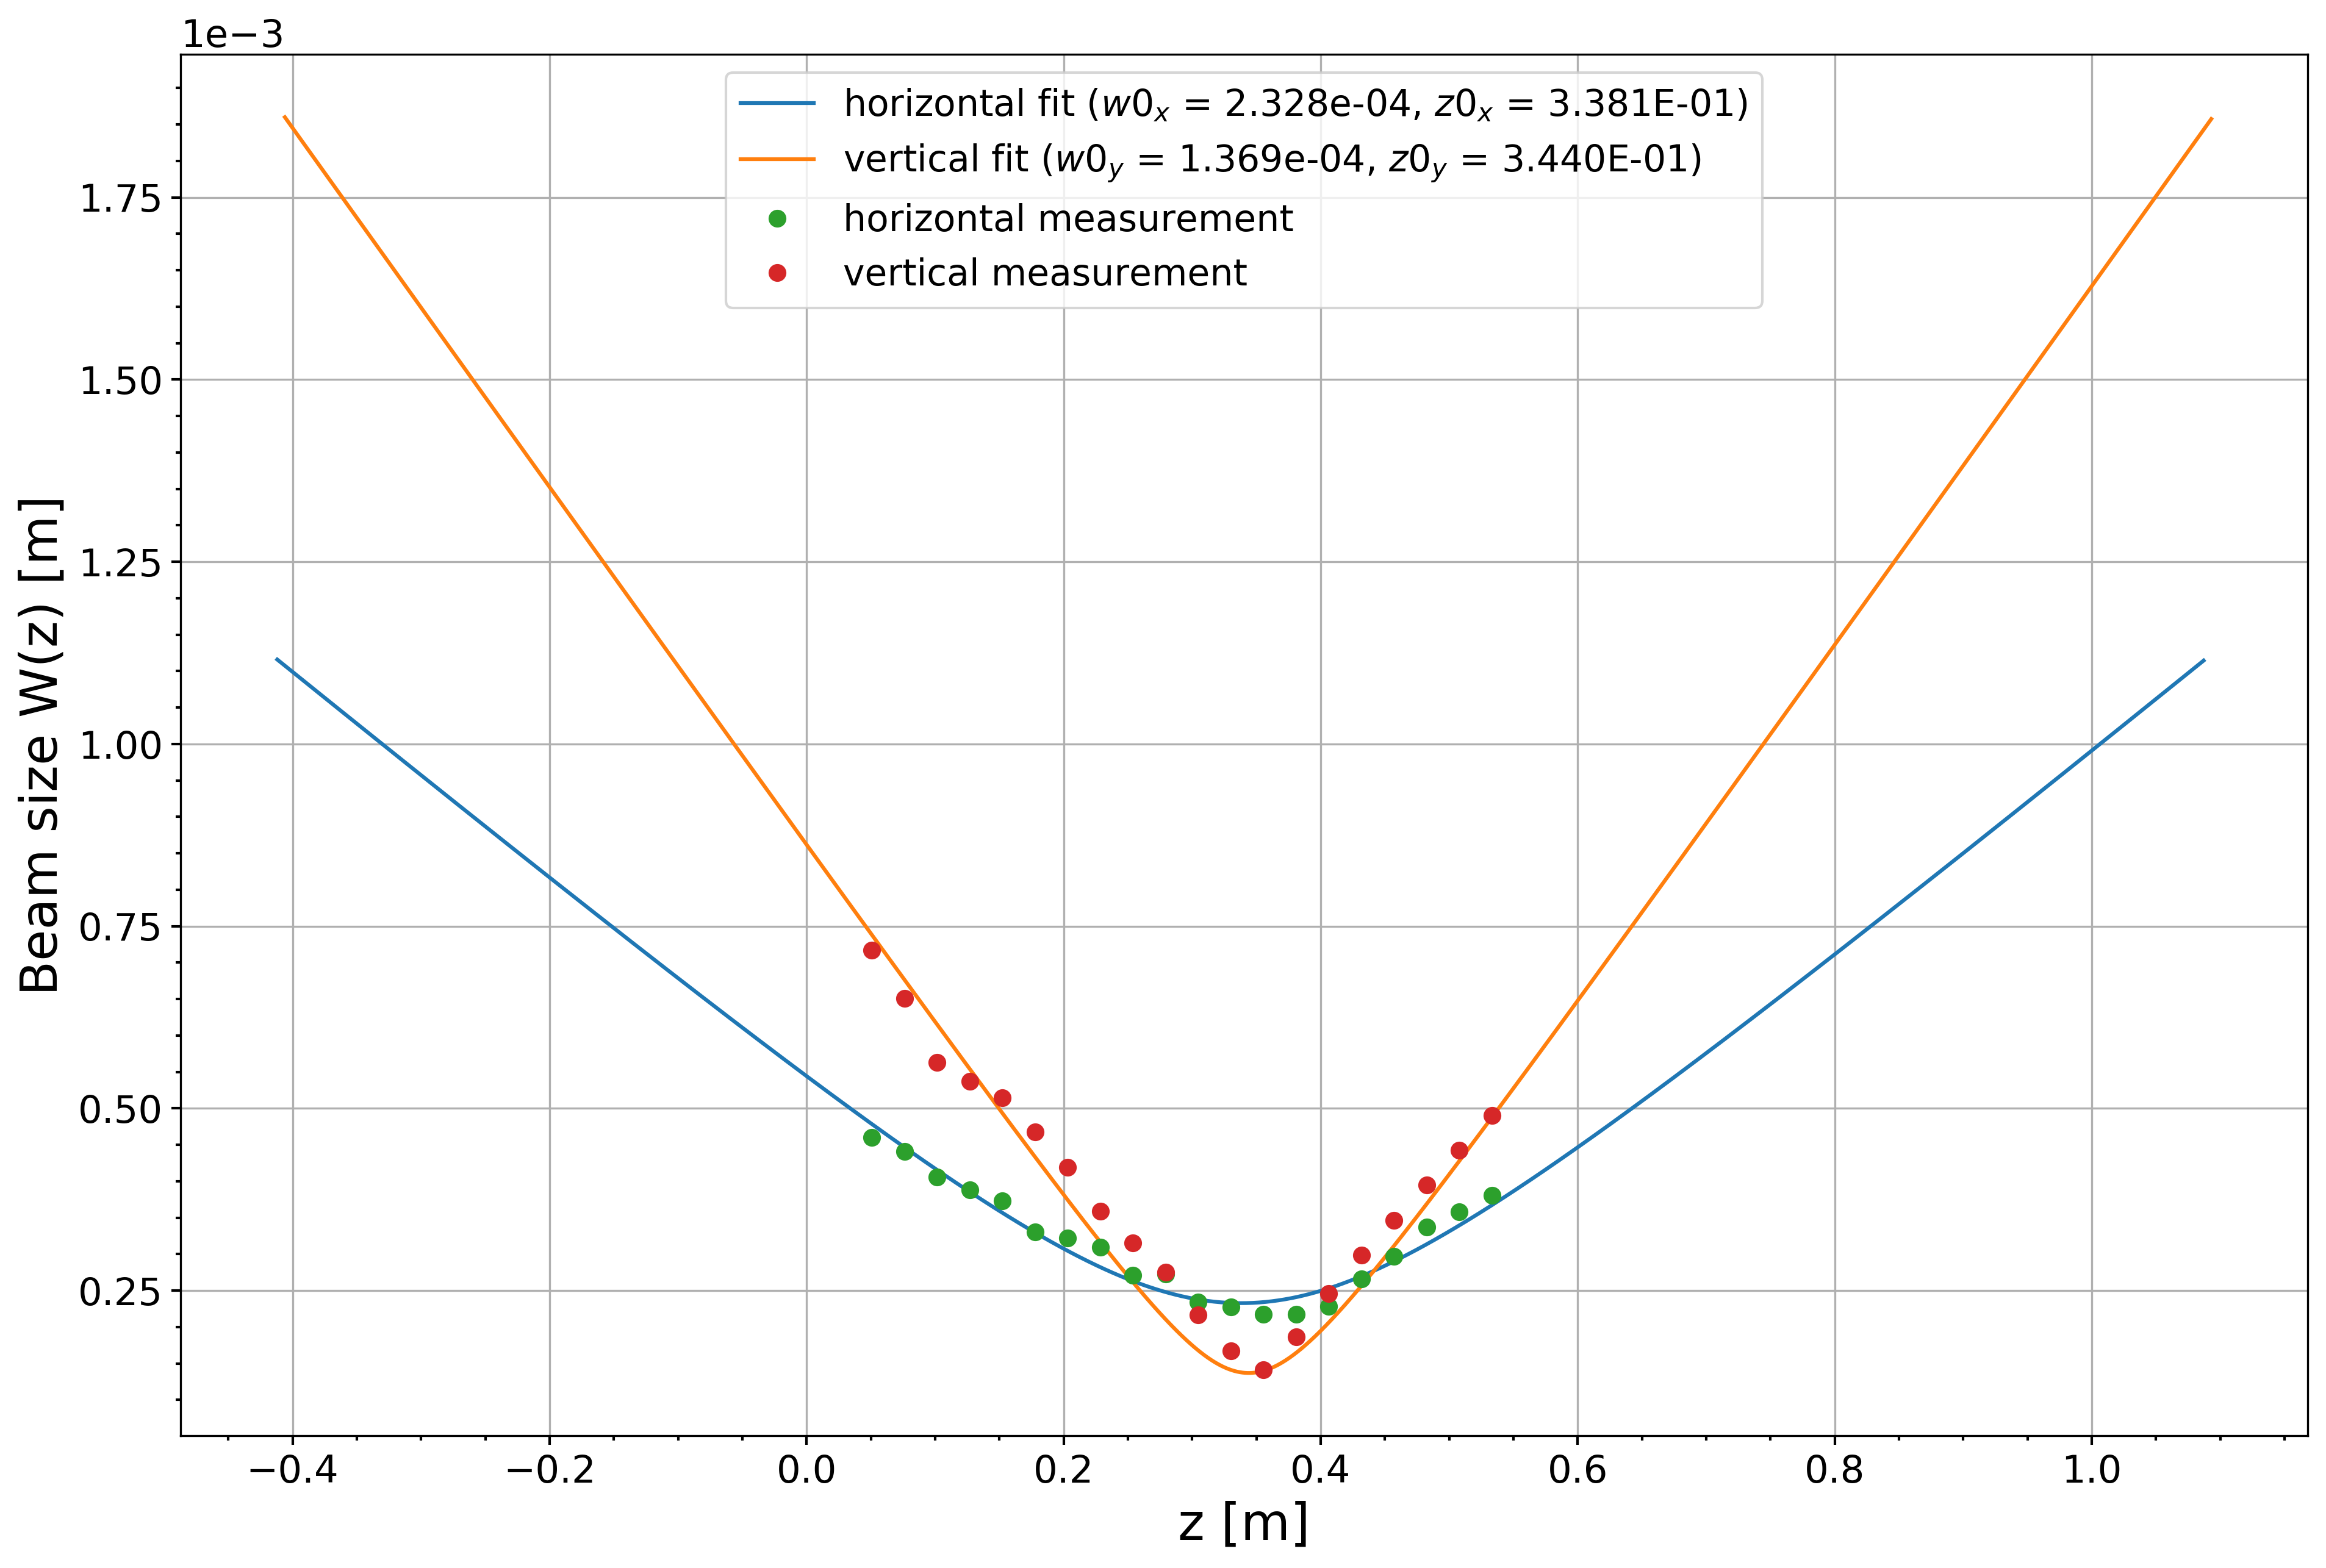 1e−3
horizontal fit (w0x = 2.328e-04, z0x = 3.381E-01)
vertical fit (w0y = 1.369e-04, z0y = 3.440E-01)
horizontal measurement
vertical measurement
Beam size W(z) [m]
1.75
1.50
1.25
1.00
0.75
0.50
0.25
−0.4 −0.2 0.0 0.2 0.4 0.6 0.8 1.0
z [m]